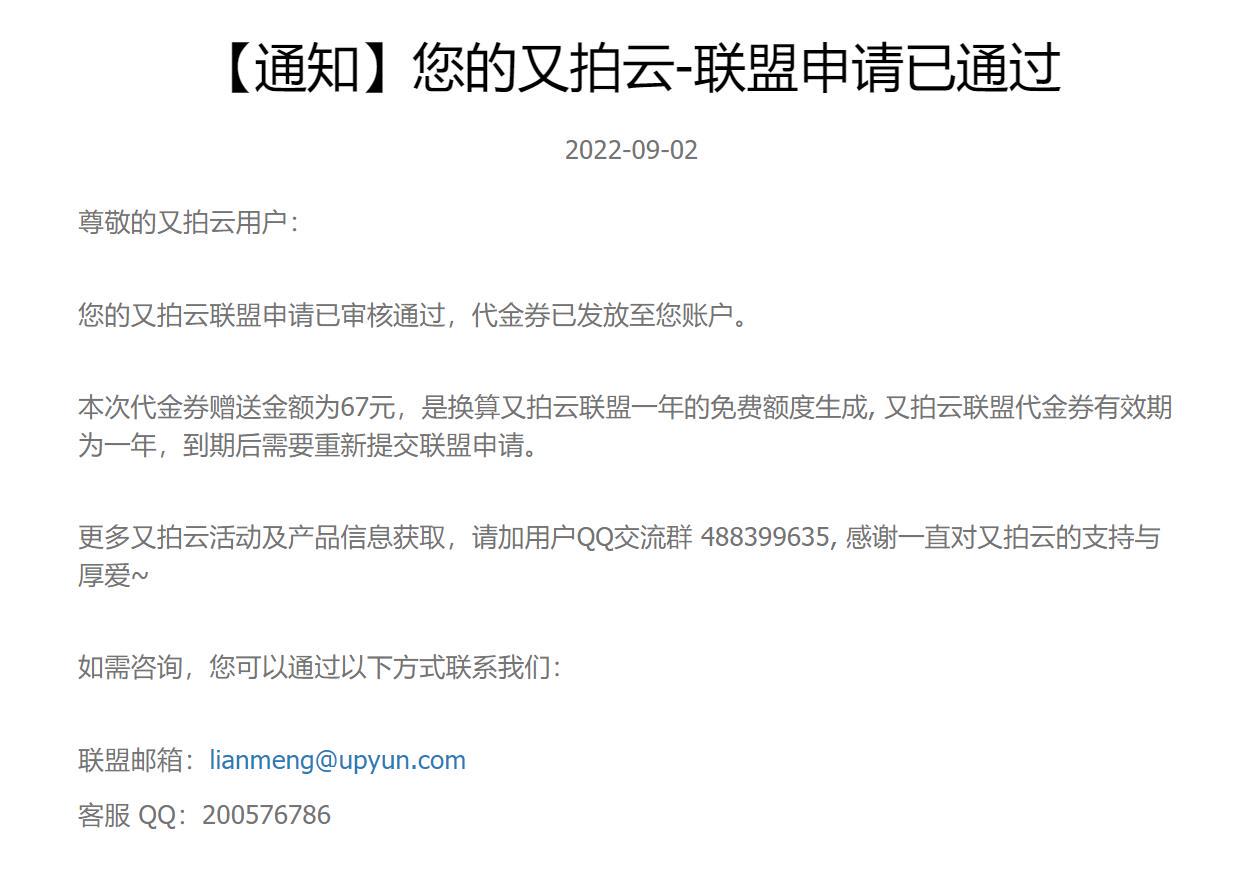 【通知】您的又拍云-联盟申请已通过
2022-09-02
尊敬的又拍云用户：
您的又拍云联盟申请已审核通过，代金券已发放至您账户。
本次代金券赠送金额为67元，是换算又拍云联盟一年的免费额度生成, 又拍云联盟代金券有效期
为一年，到期后需要重新提交联盟申请。
更多又拍云活动及产品信息获取，请加用户QQ交流群 488399635, 感谢一直对又拍云的支持与
厚爱~
如需咨询，您可以通过以下方式联系我们：
联盟邮箱：lianmeng@upyun.com
客服 QQ：200576786